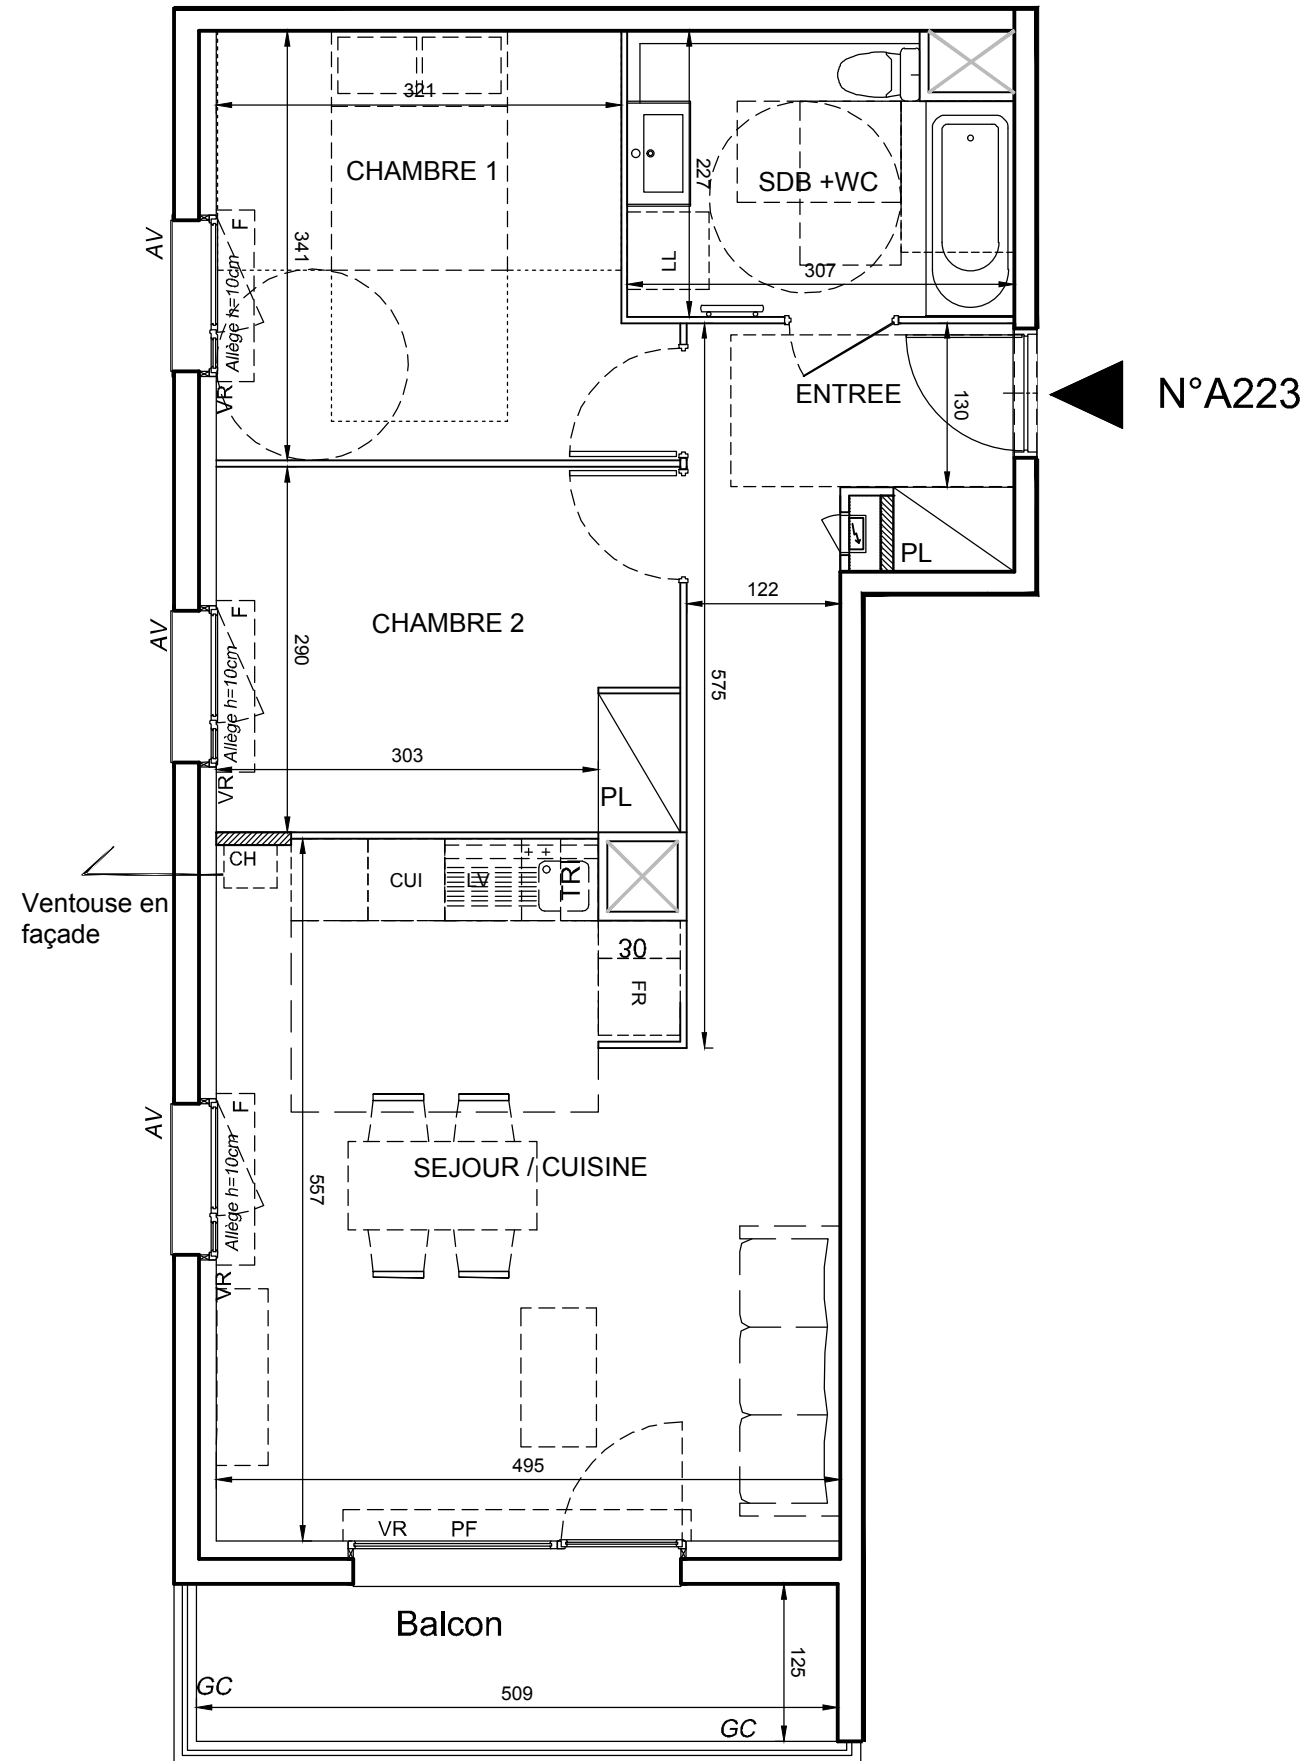 321
CHAMBRE 1
227
SDB +WC
AV
F
341
LL
307
Allège h=10cm
VR
ENTREE
130
N°A223
PL
122
AV
F
CHAMBRE 2
290
Allège h=10cm
575
303
VR
PL
CH
CUI
LV
TRI
Ventouse en
façade
30
FR
AV
F
SEJOUR / CUISINE
Allège h=10cm
557
VR
495
VR PF
Balcon
125
GC
509
GC